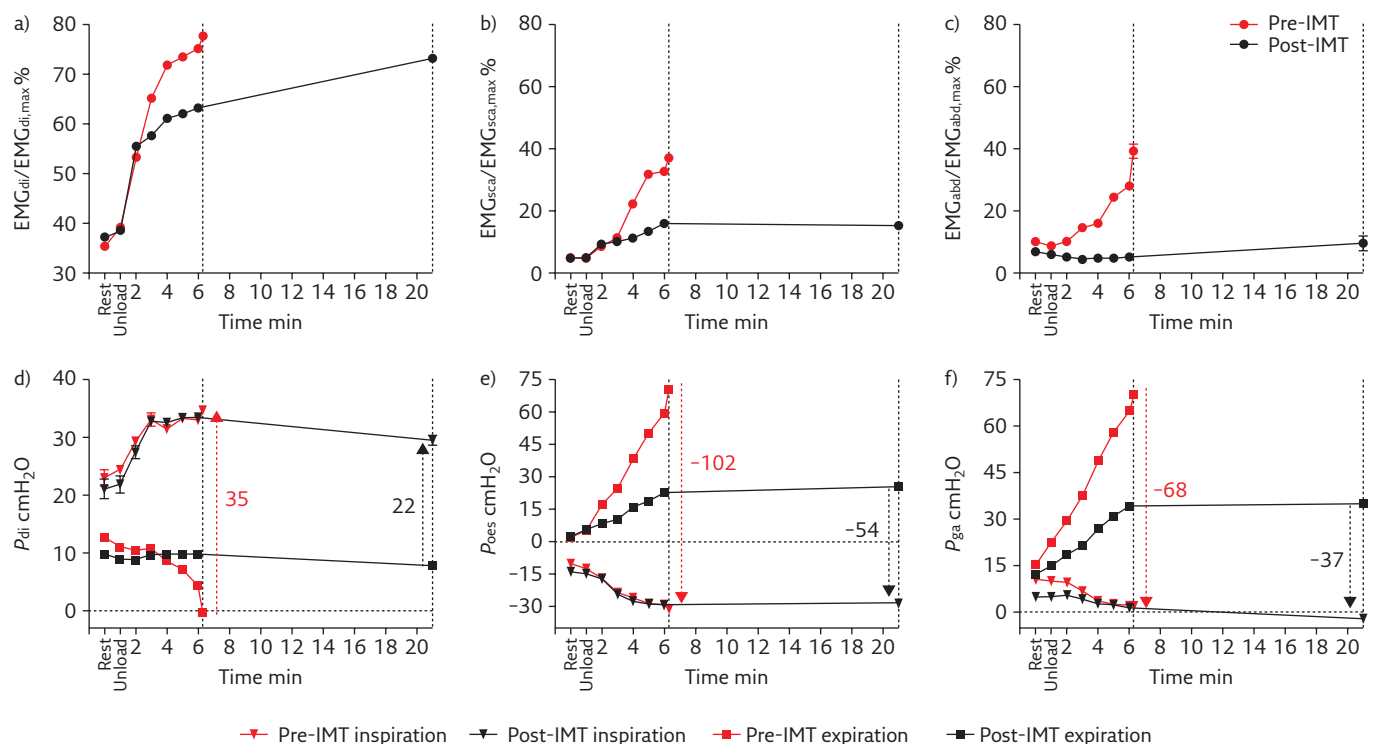 a)
80
70
60
50
40
30
EMGdi/EMGdi,max %
Rest
Unload
2 4 6 8 10 12 14 16 18 20
Time min
b)
80
60
40
20
0
EMGsca/EMGsca,max %
Rest
Unload
2 4 6 8 10 12 14 16 18 20
Time min
c)
80
60
40
20
0
EMGabd/EMGabd,max %
Rest
Unload
2 4 6 8 10 12 14 16 18 20
Time min
Pre-IMT
Post-IMT
d)
40
30
20
10
0
Pdi cmH2O
35
22
Rest
Unload
2 4 6 8 10 12 14 16 18 20
Time min
e)
75
60
45
30
15
0
−15
−30
Poes cmH2O
−102
−54
Rest
Unload
2 4 6 8 10 12 14 16 18 20
Time min
f)
75
60
45
30
15
0
Pga cmH2O
−68
−37
Rest
Unload
2 4 6 8 10 12 14 16 18 20
Time min
Pre-IMT inspiration Post-IMT inspiration Pre-IMT expiration Post-IMT expiration